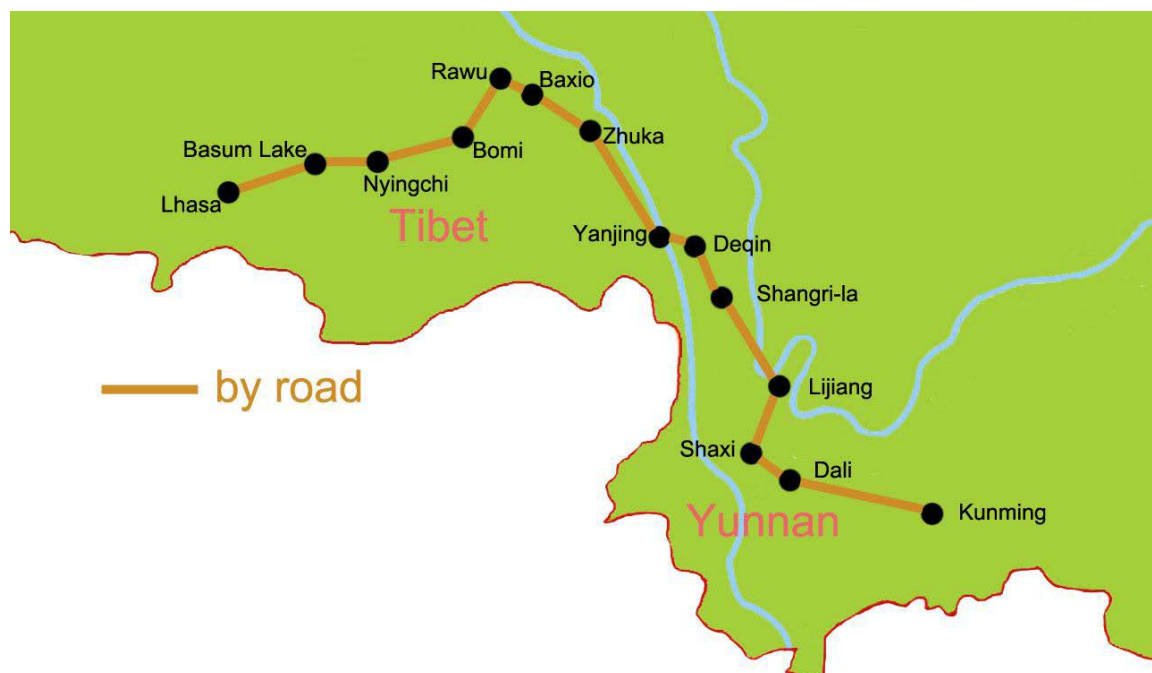 Rawu
Baxio
Zhuka
Basum Lake
Bomi
Nyingchi
Lhasa
Tibet
Yanjing
Deqin
Shangri-la
by road
Lijiang
Shaxi
Dali
Yunnan
Kunming